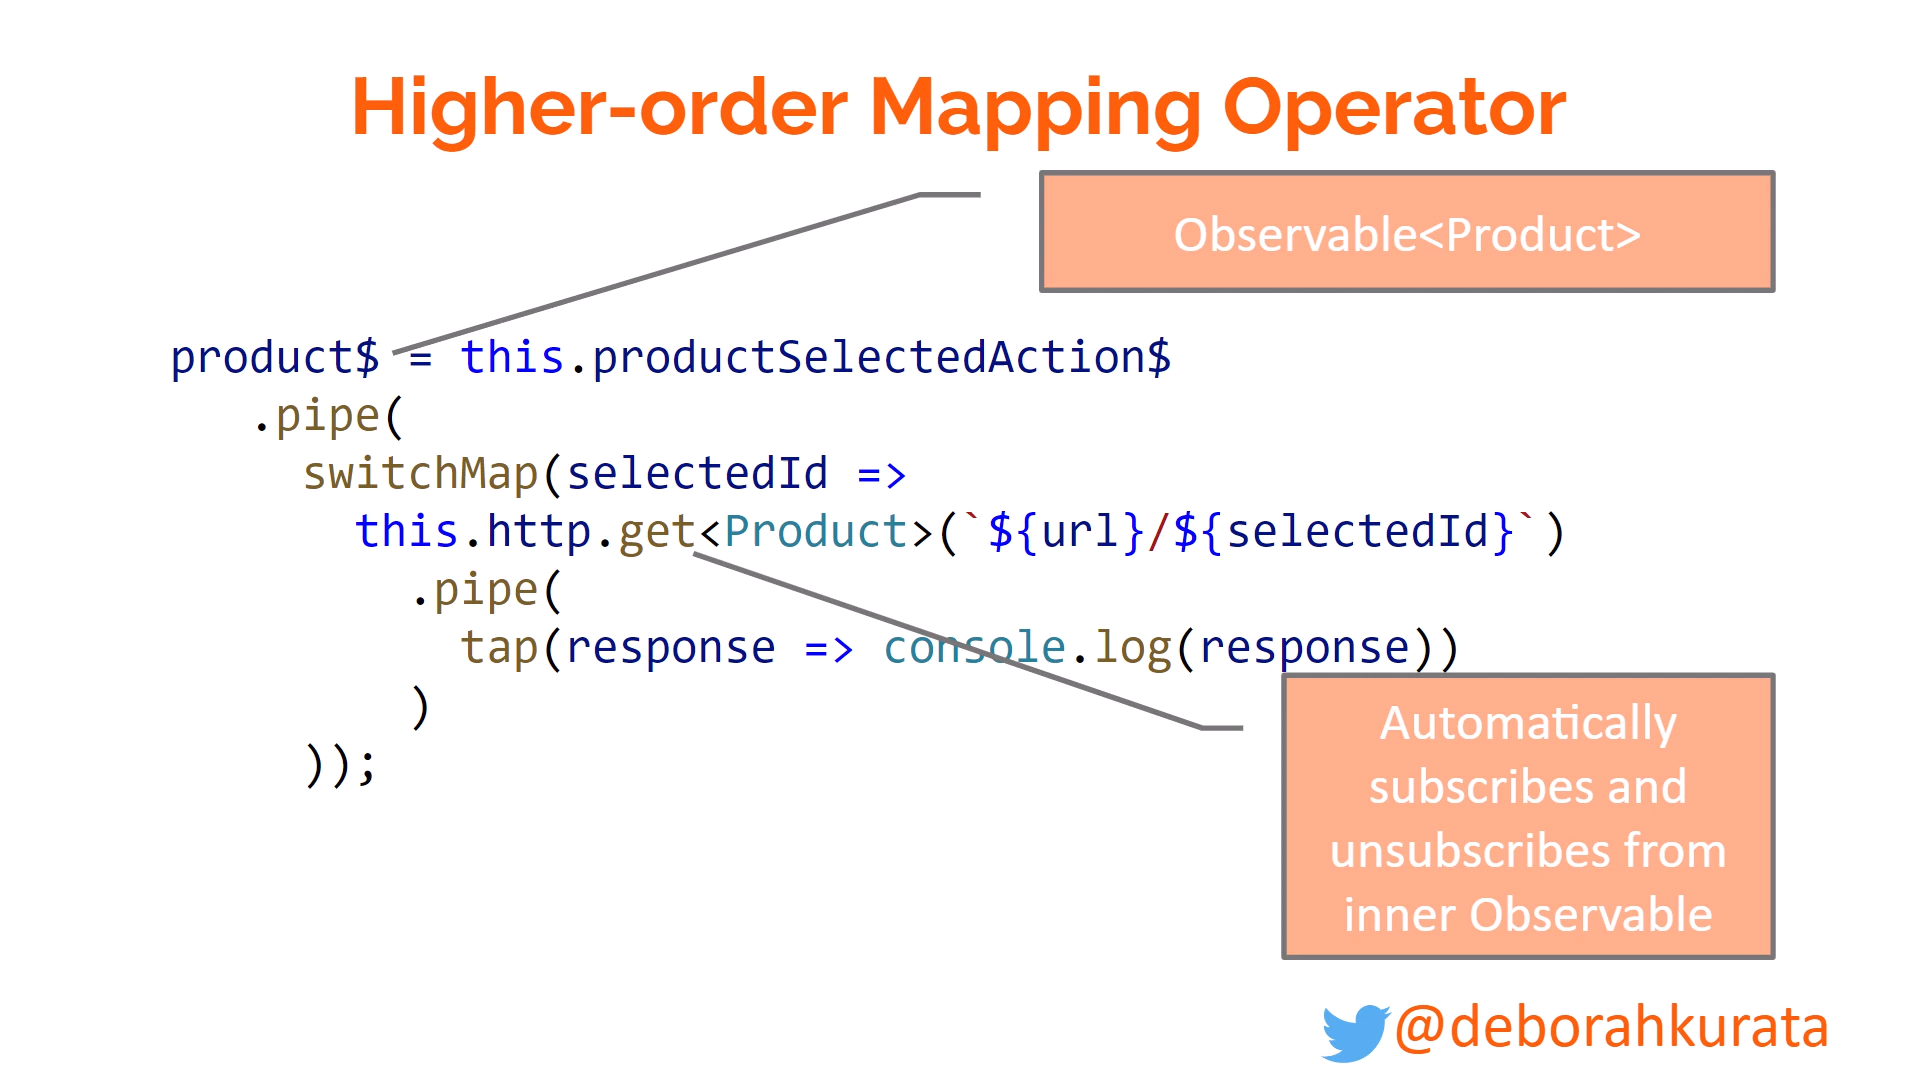 Higher-order Mapping Operator
Observable<Product>
product$ = this.productSelectedAction$
.pipe(
switchMap(selectedId =>
this.http.get<Product>(`${url}/${selectedId}`)
.pipe(
tap(response => console.log(response))
)
));
Automatically
subscribes and
unsubscribes from
inner Observable
@deborahkurata